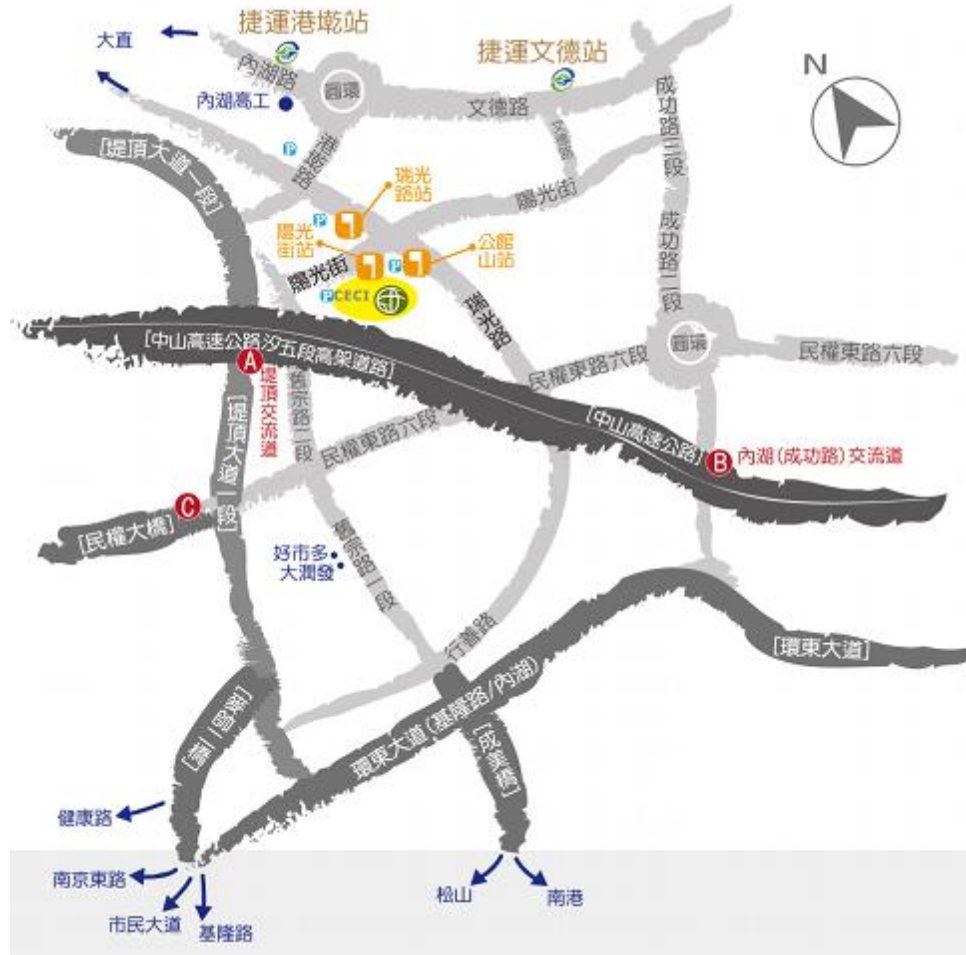 捷運港墘站
大直
捷運文德站
N
內湖路
圓環
內湖高工
文德路
成功路三段
[堤頂大道二段]
P
港墘路
瑞光
路站
陽光街
P
陽光
街站
公館
山站
成功路二段
陽光街
P
P CECI
瑞光路
[中山高速公路汐五段高架道路]
圓環
民權東路六段
民權東路六段
A
堤頂交流道
舊宗路二段
[堤頂大道一段]
民權東路六段
[中山高速公路]
B
內湖(成功路)交流道
C
[民權大橋]
好市多
大潤發
舊宗路一段
行善路
[環東大道]
環東大道(基隆路/內湖)
[麥帥二橋]
[成美橋]
健康路
南京東路
市民大道
基隆路
松山
南港